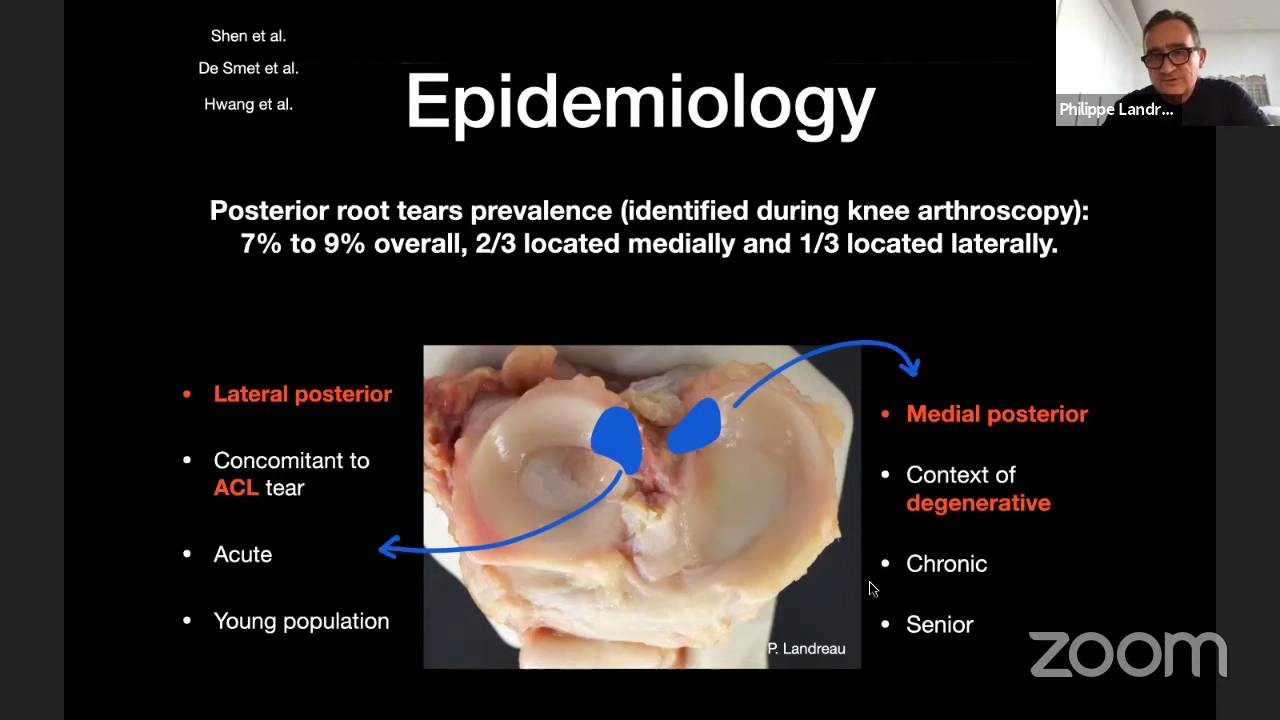 Shen et al.
De Smet et al.
Hwang et al.
Epidemiology
Philippe Landr...
Posterior root tears prevalence (identified during knee arthroscopy):
7% to 9% overall, 2/3 located medially and 1/3 located laterally.
• Lateral posterior
• Concomitant to
ACL tear
• Acute
• Young population
• Medial posterior
• Context of
degenerative
• Chronic
• Senior
P. Landreau
zoom